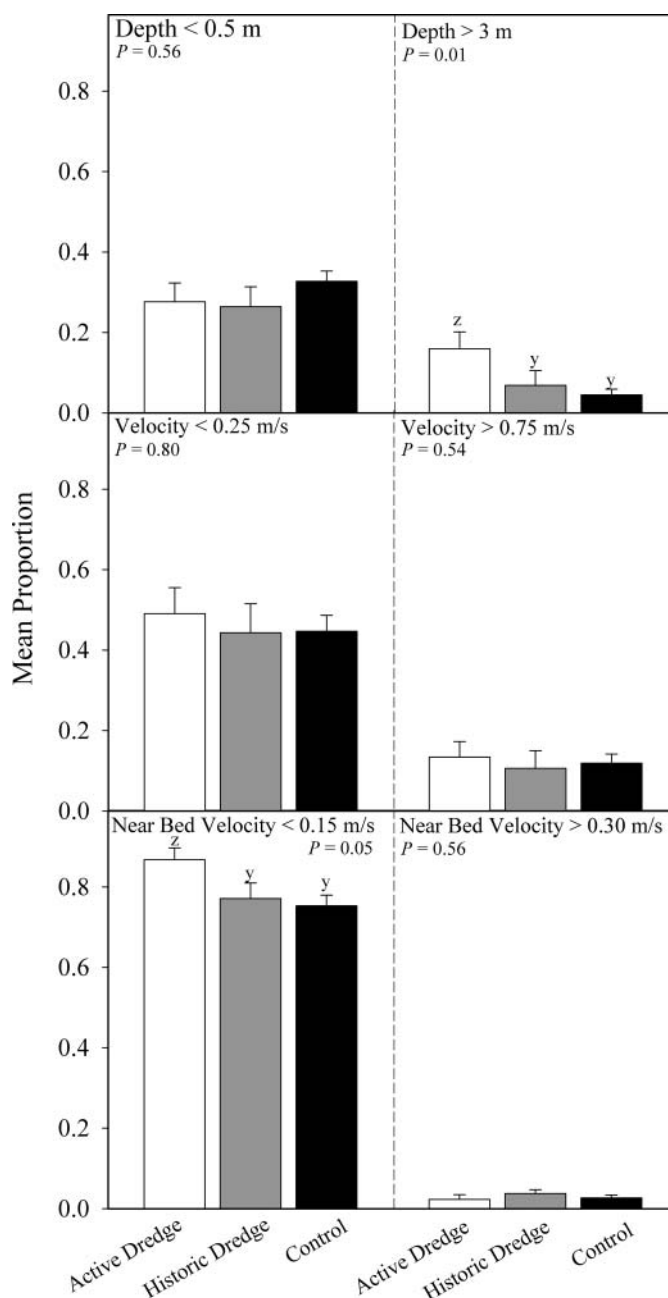 Depth < 0.5 m
P = 0.56
Depth > 3 m
P = 0.01
0.8
0.6
0.4
0.2
0.0
z
y
y
Velocity < 0.25 m/s
P = 0.80
Velocity > 0.75 m/s
P = 0.54
0.8
0.6
0.4
0.2
0.0
Mean Proportion
Near Bed Velocity < 0.15 m/s
P = 0.05
Near Bed Velocity > 0.30 m/s
P = 0.56
z
y
y
0.8
0.6
0.4
0.2
0.0
Active Dredge
Historic Dredge
Control
Active Dredge
Historic Dredge
Control